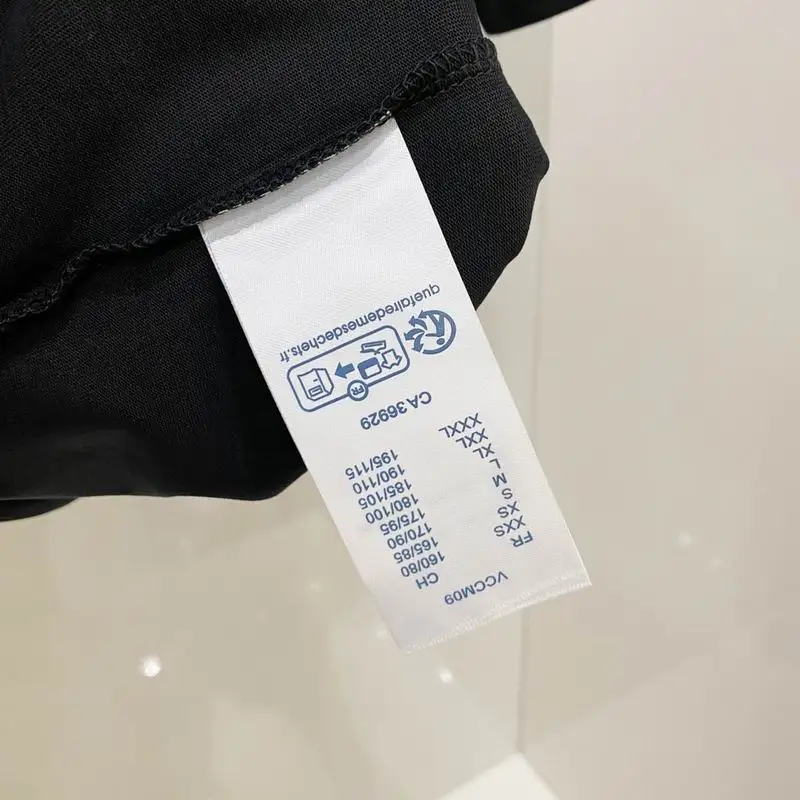 VCCM09
FR CH
XXS 160/80
XS 165/85
S 170/90
M 175/95
L 180/100
XL 185/105
XXL 190/110
XXXL 195/115
CA 36929
FR
quefairedemesdechets.fr